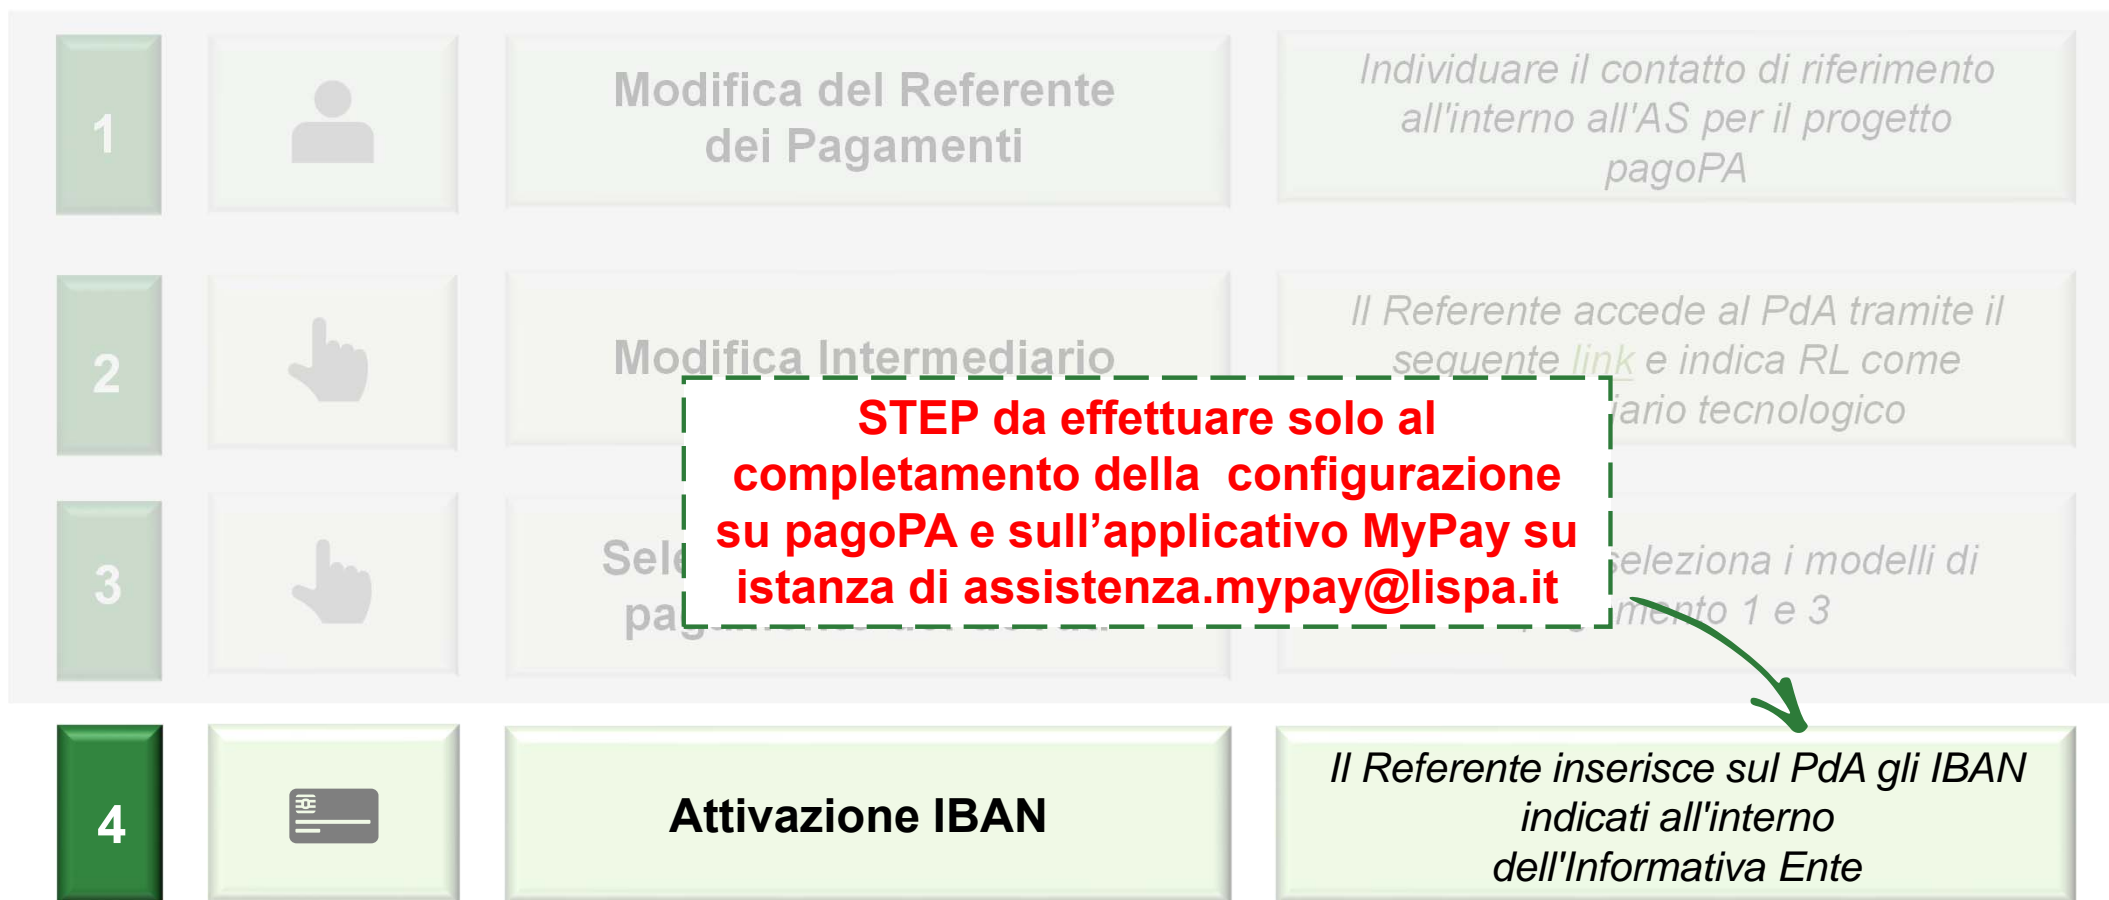 1
Modifica del Referente
dei Pagamenti
Individuare il contatto di riferimento
all'interno all'AS per il progetto
pagoPA
2
Modifica Intermediario
Il Referente accede al PdA tramite il
seguente link e indica RL come
iario tecnologico
STEP da effettuare solo al
completamento della configurazione
su pagoPA e sull’applicativo MyPay su
istanza di assistenza.mypay@lispa.it
3
Sele
seleziona i modelli di
mento 1 e 3
4
Attivazione IBAN
Il Referente inserisce sul PdA gli IBAN
indicati all'interno
dell'Informativa Ente